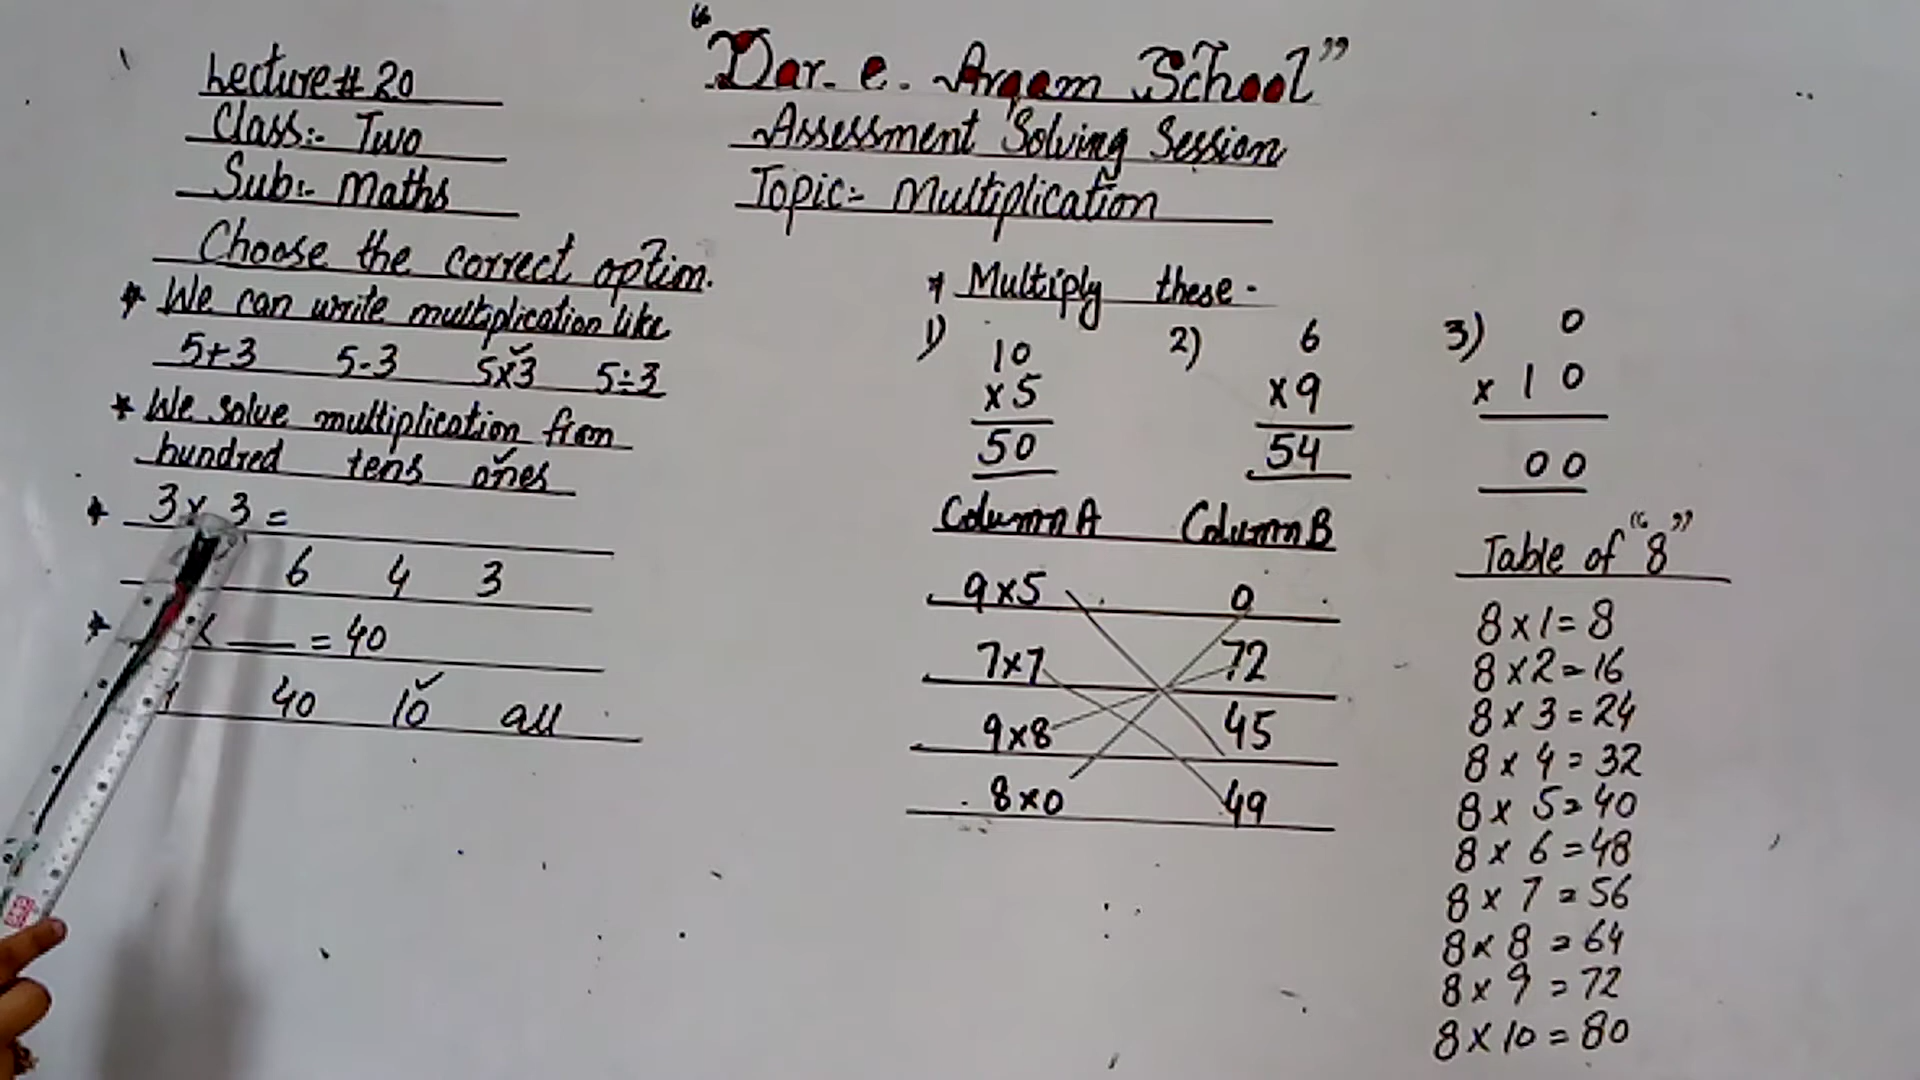 Lecture# 20
Class:- Two
Sub:- Maths
"Dar. e. Arqam School"
Assessment Solving Session
Topic:- Multiplication
Choose the correct option.
* We can write multiplication like
5+3 5-3 5x3 ✓ 5÷3
* We solve multiplication from
hundred tens ones ✓
* 3 x 3 =
6 4 3
* x ___ = 40
1 40 10 ✓ all
* Multiply these.
1) 10
x 5
50
2) 6
x 9
54
3) 0
x 10
00
Column A Column B
9x5 0
7x7 72
9x8 45
8x0 49
Table of "8"
8 x 1 = 8
8 x 2 = 16
8 x 3 = 24
8 x 4 = 32
8 x 5 = 40
8 x 6 = 48
8 x 7 = 56
8 x 8 = 64
8 x 9 = 72
8 x 10 = 80